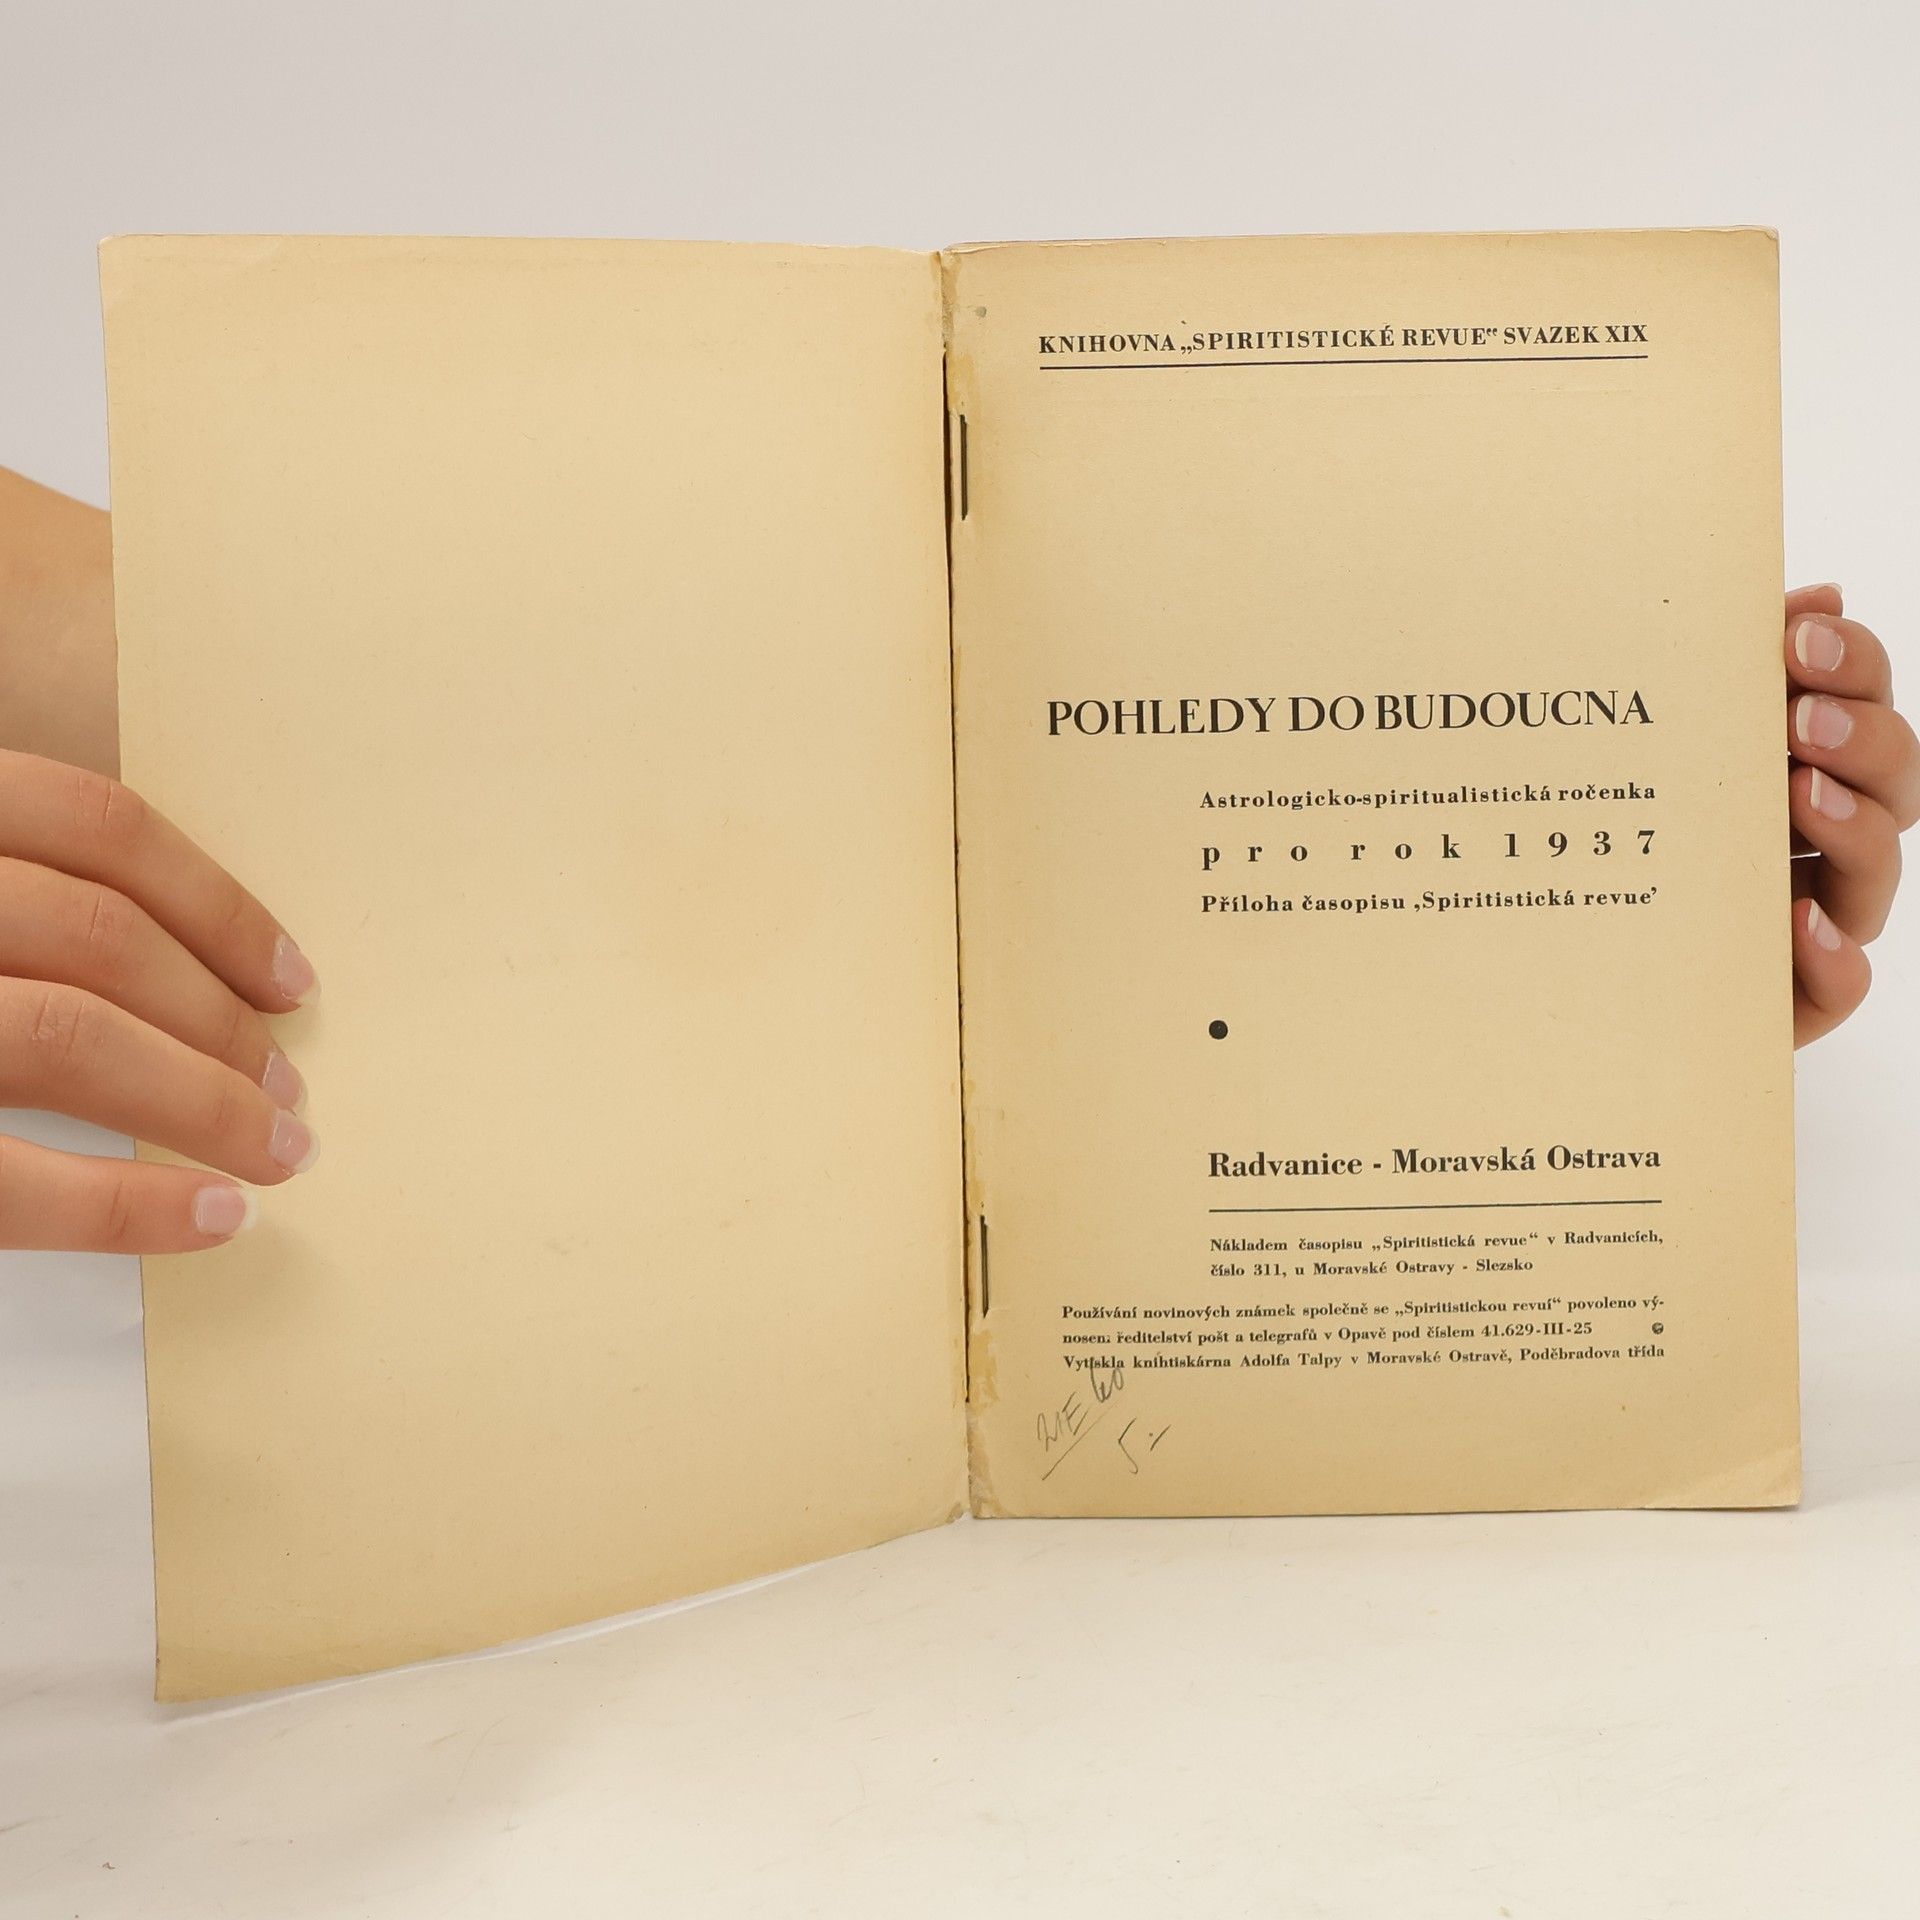 KNIHOVNA „SPIRITISTICKÉ REVUE“ SVAZEK XIX
POHLEDY DO BUDOUCNA
Astrologicko-spiritualistická ročenka
pro rok 1937
Příloha časopisu ‚Spiritistická revue’
Radvanice - Moravská Ostrava
Nákladem časopisu „Spiritistická revue“ v Radvanicích,
číslo 311, u Moravské Ostravy - Slezsko
Používání novinových známek společně se „Spiritistickou revuí“ povoleno vý-
nosem ředitelství pošt a telegrafů v Opavě pod číslem 41.629-III-25
Vytiskla knihtiskárna Adolfa Talpy v Moravské Ostravě, Poděbradova třída
5.-